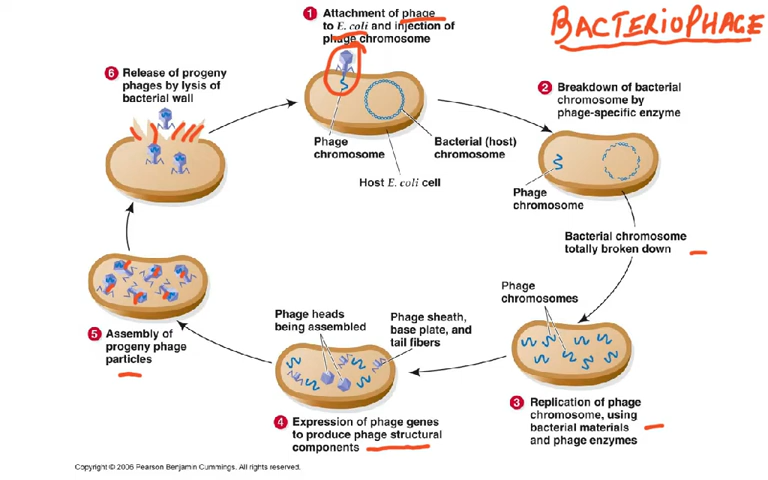 BACTERIOPHAGE
1 Attachment of phage
to E. coli and injection of
phage chromosome
Phage
chromosome
Bacterial (host)
chromosome
Host E. coli cell
2 Breakdown of bacterial
chromosome by
phage-specific enzyme
Phage
chromosome
Bacterial chromosome
totally broken down
Phage
chromosomes
3 Replication of phage
chromosome, using
bacterial materials
and phage enzymes
Phage heads
being assembled
Phage sheath,
base plate, and
tail fibers
4 Expression of phage genes
to produce phage structural
components
5 Assembly of
progeny phage
particles
6 Release of progeny
phages by lysis of
bacterial wall
Copyright © 2006 Pearson Benjamin Cummings. All rights reserved.